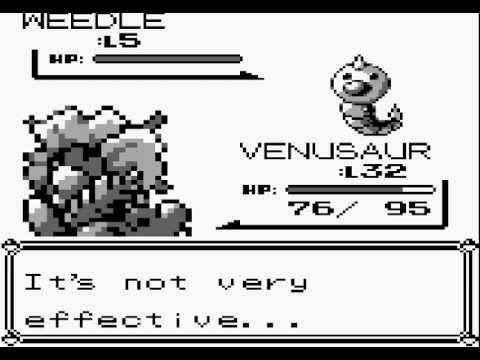 WEEDLE
:L5
HP:
VENUSAUR
:L32
HP:
76/ 95
It's not very
effective...